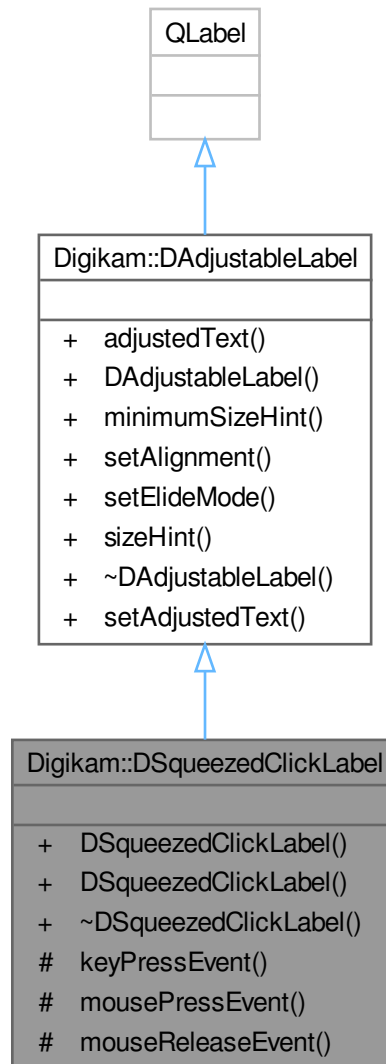 QLabel
Digikam::DAdjustableLabel
+ adjustedText()
+ DAdjustableLabel()
+ minimumSizeHint()
+ setAlignment()
+ setElideMode()
+ sizeHint()
+ ~DAdjustableLabel()
+ setAdjustedText()
Digikam::DSqueezedClickLabel
+ DSqueezedClickLabel()
+ DSqueezedClickLabel()
+ ~DSqueezedClickLabel()
# keyPressEvent()
# mousePressEvent()
# mouseReleaseEvent()